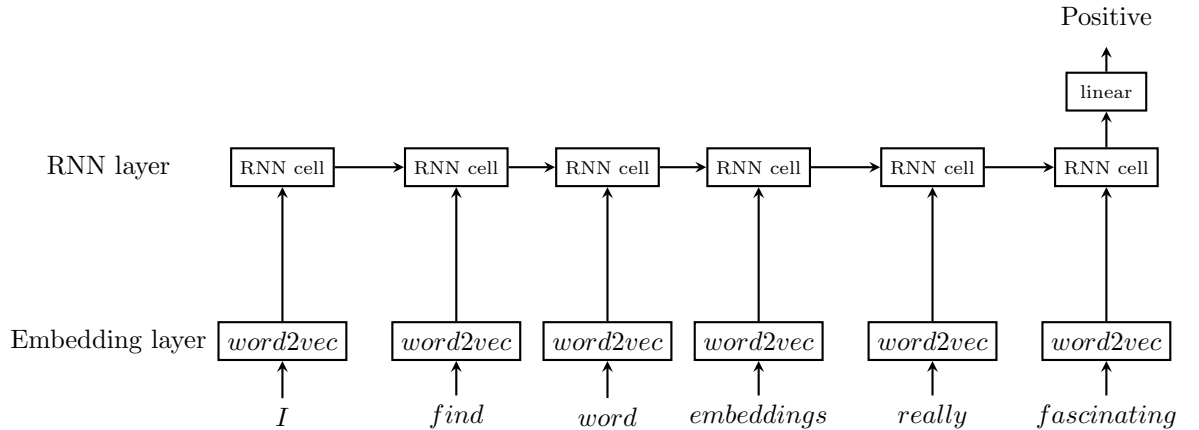 Positive
linear
RNN layer RNN cell RNN cell RNN cell RNN cell RNN cell RNN cell
Embedding layer word2vec word2vec word2vec word2vec word2vec word2vec
I find word embeddings really fascinating